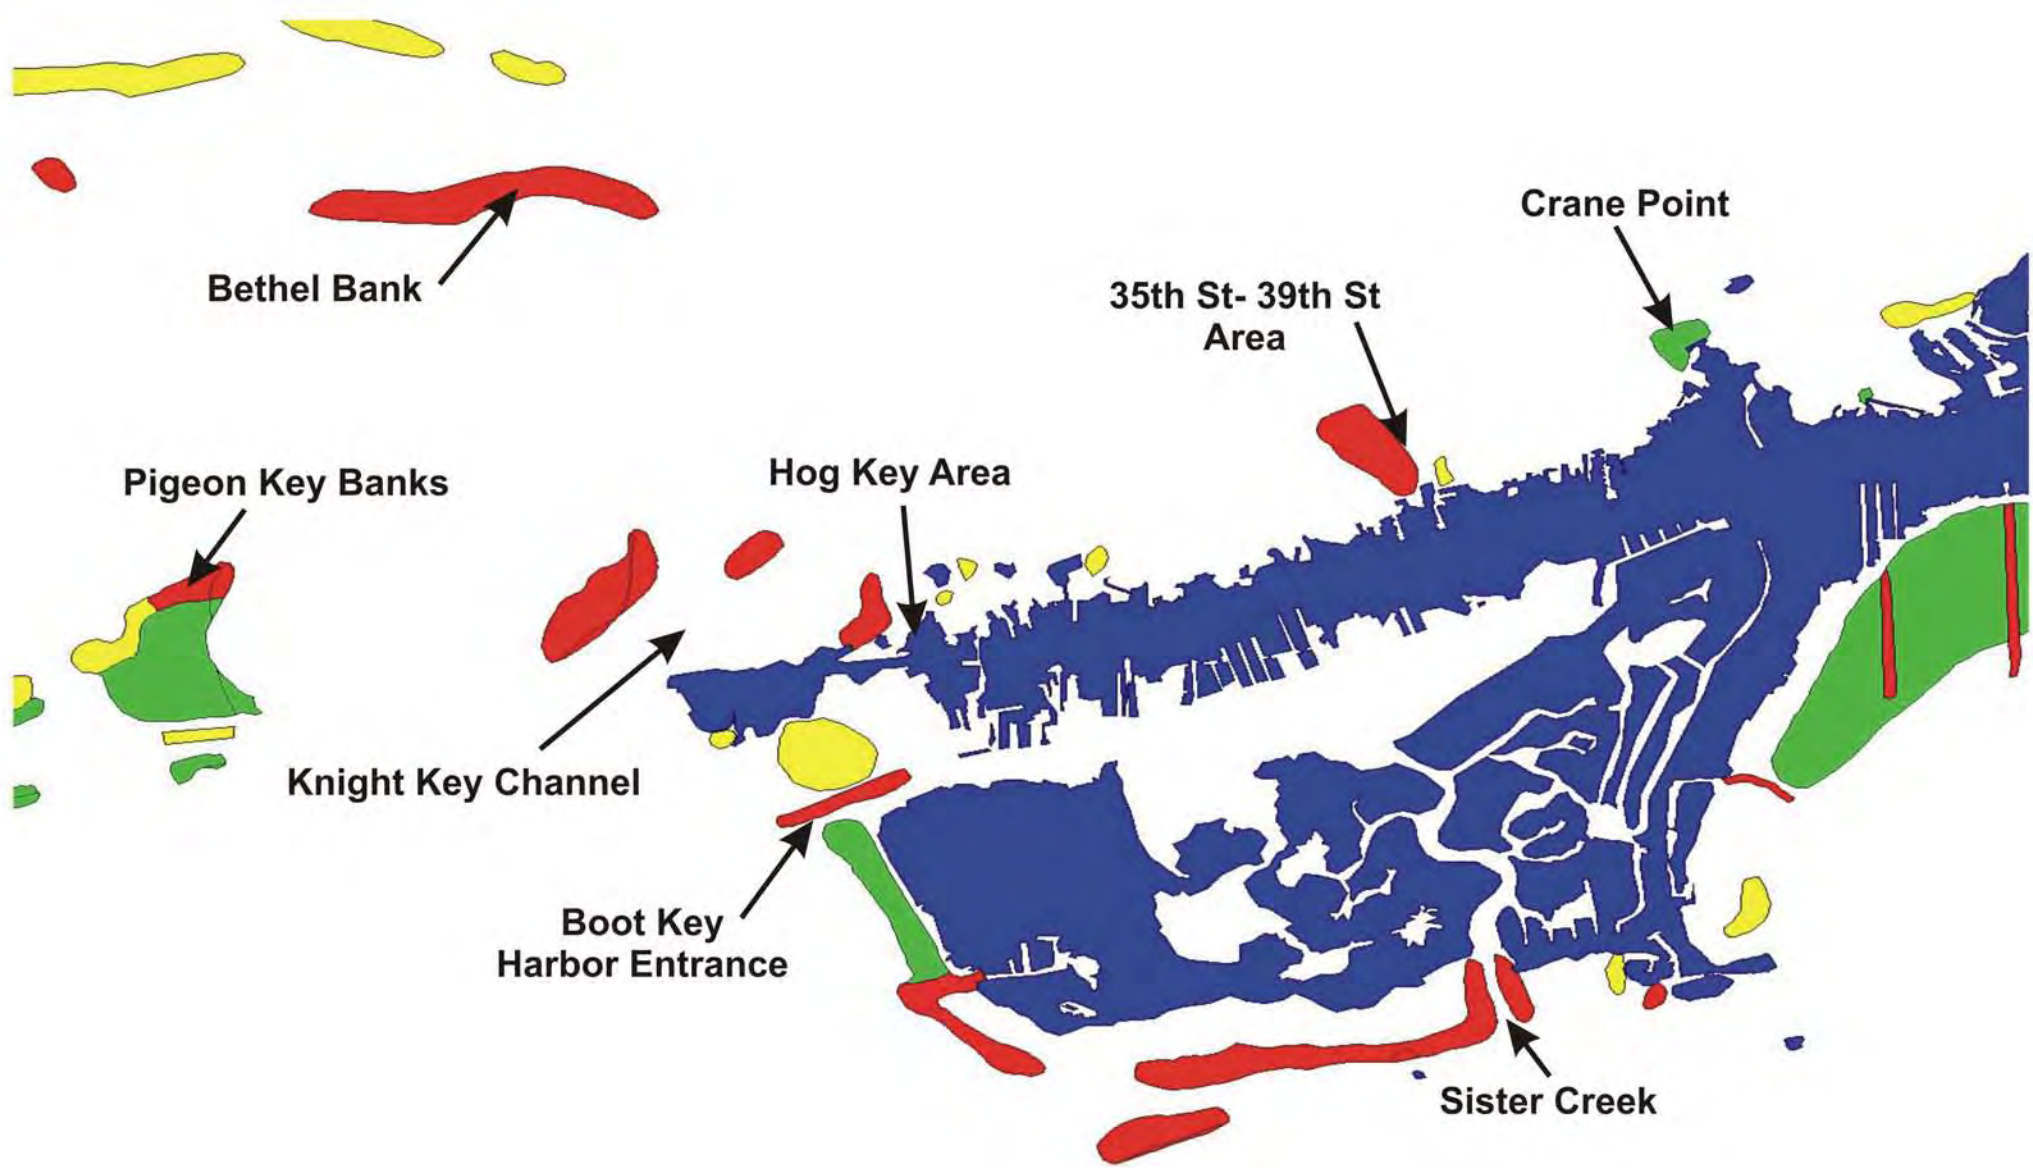 Crane Point
Bethel Bank
35th St- 39th St
Area
Pigeon Key Banks
Hog Key Area
Knight Key Channel
Boot Key
Harbor Entrance
Sister Creek